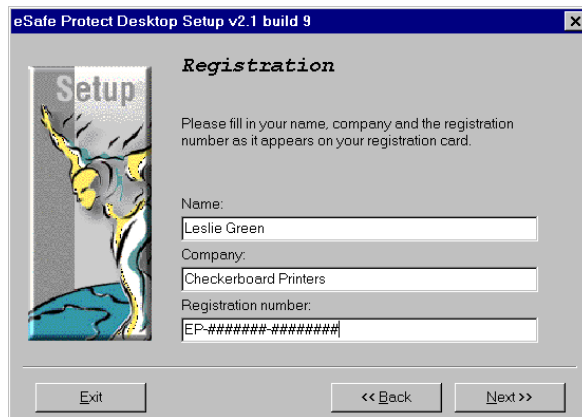 eSafe Protect Desktop Setup v2.1 build 9
Setup
Registration
Please fill in your name, company and the registration
number as it appears on your registration card.
Name:
Leslie Green
Company:
Checkerboard Printers
Registration number:
EP-#######-########
Exit
<< Back
Next >>